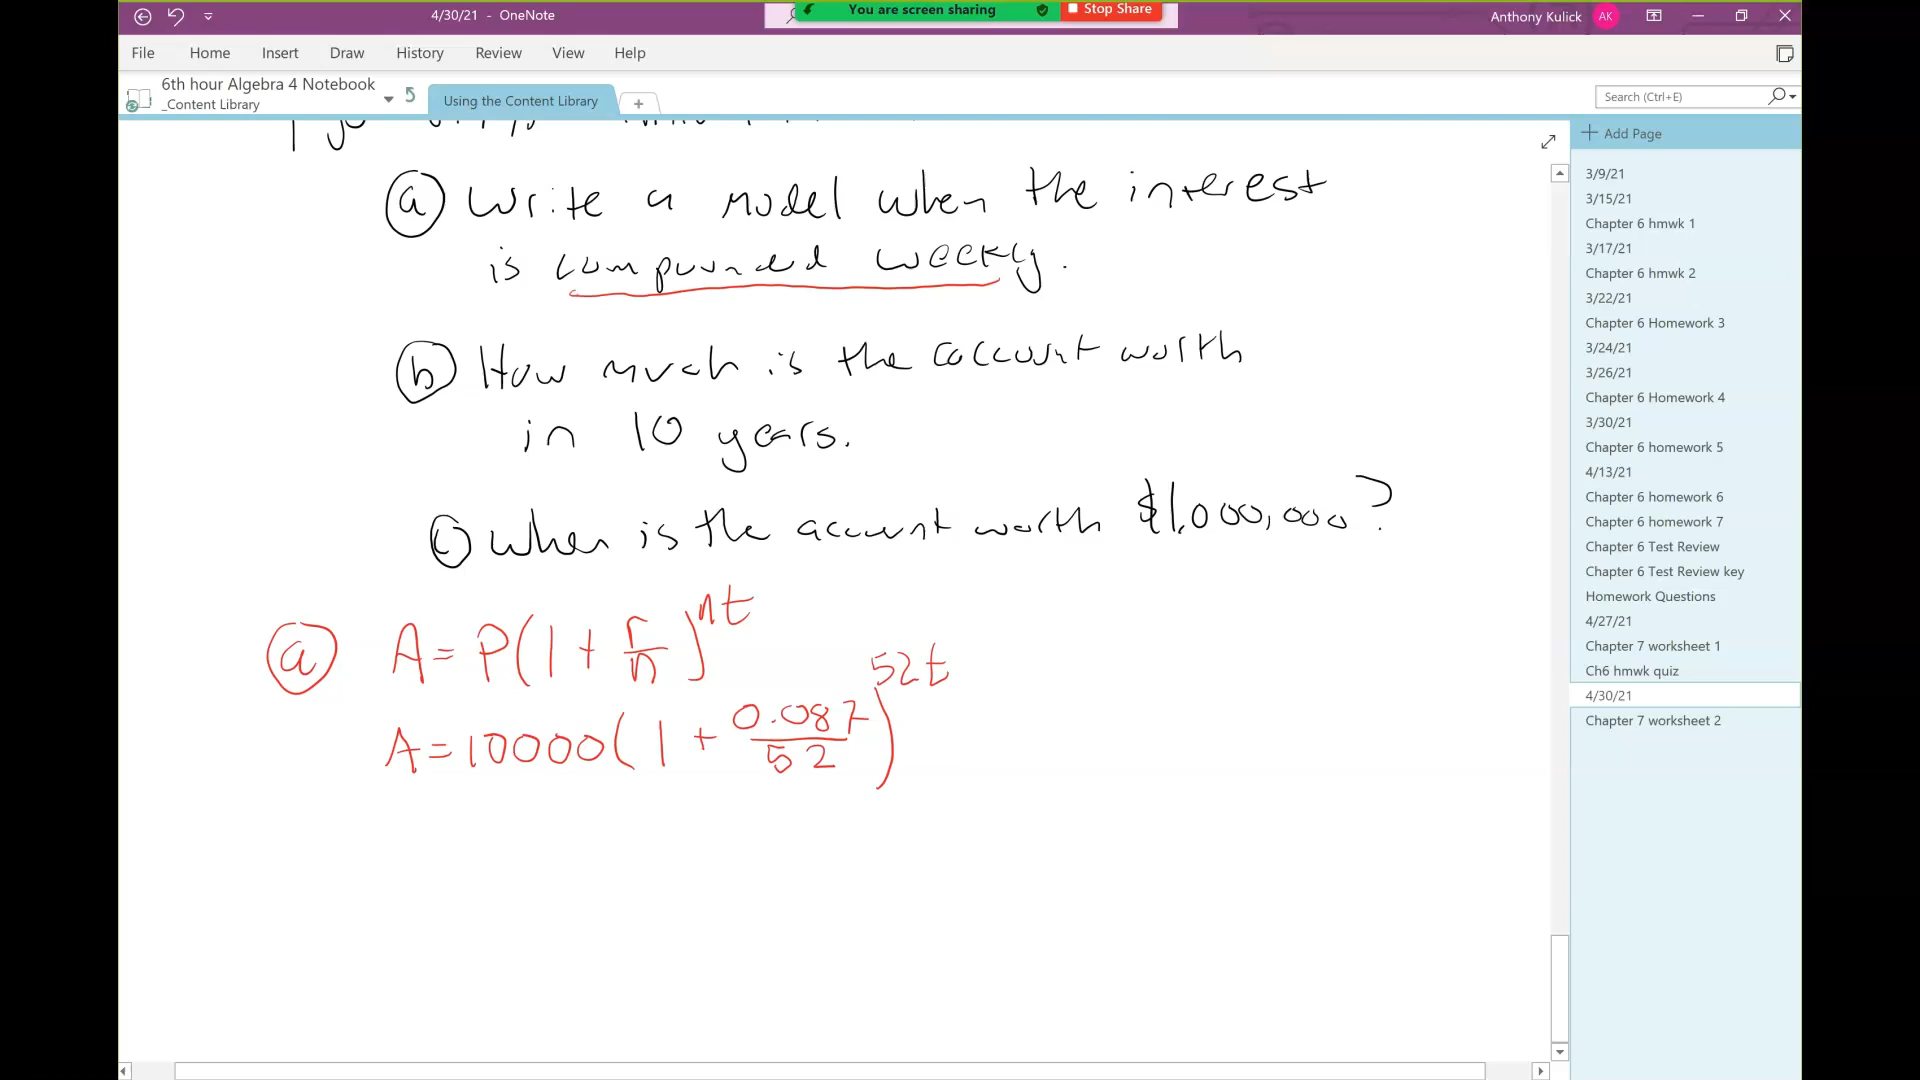 4/30/21 - OneNote
You are screen sharing
Stop Share
Anthony Kulick
AK
File Home Insert Draw History View Help
6th hour Algebra 4 Notebook
_Content Library
Using the Content Library
Search (Ctrl+E)
Add Page
(a) Write a model when the interest
is compounded weekly.
(b) How much is the account worth
in 10 years.
(c) When is the account worth $1,000,000?
(a) A = P(1 + r/n)^nt
A = 10000(1 + 0.087/52)^52t
3/9/21
3/15/21
Chapter 6 hmwk 1
3/17/21
Chapter 6 hmwk 2
3/22/21
Chapter 6 Homework 3
3/24/21
3/26/21
Chapter 6 Homework 4
3/30/21
Chapter 6 homework 5
4/13/21
Chapter 6 homework 6
Chapter 6 homework 7
Chapter 6 Test Review
Chapter 6 Test Review key
Homework Questions
4/27/21
Chapter 7 worksheet 1
Ch6 hmwk quiz
4/30/21
Chapter 7 worksheet 2